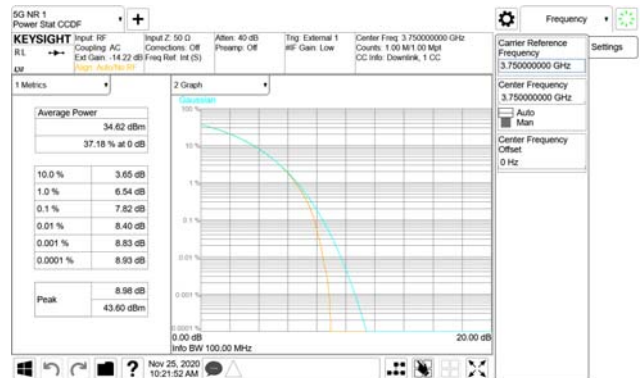 5G NR 1
Power Stat CCDF
KEYSIGHT
Input: RF
Coupling: AC
Ext Gain: -14.22 dB
Align: Auto/No RF
Input Z: 50 Ω
Corrections: Off
Freq Ref: Int (S)
Atten: 40 dB
Preamp: Off
Trig: External 1
#IF Gain: Low
Center Freq: 3.750000000 GHz
Counts: 1.00 M/1.00 Mpt
CC Info: Downlink, 1 CC
RL
1 Metrics
Average Power
34.62 dBm
37.18 % at 0 dB
10.0 % 3.65 dB
1.0 % 6.54 dB
0.1 % 7.82 dB
0.01 % 8.40 dB
0.001 % 8.83 dB
0.0001 % 8.93 dB
Peak
8.98 dB
43.60 dBm
2 Graph
Gaussian
100 %
10 %
1 %
0.1 %
0.01 %
0.001 %
0.0001 %
0.00 dB
20.00 dB
Info BW 100.00 MHz
Frequency
Settings
Carrier Reference
Frequency
3.750000000 GHz
Center Frequency
3.750000000 GHz
Auto
Man
Center Frequency
Offset
0 Hz
?
Nov 25, 2020
10:21:52 AM